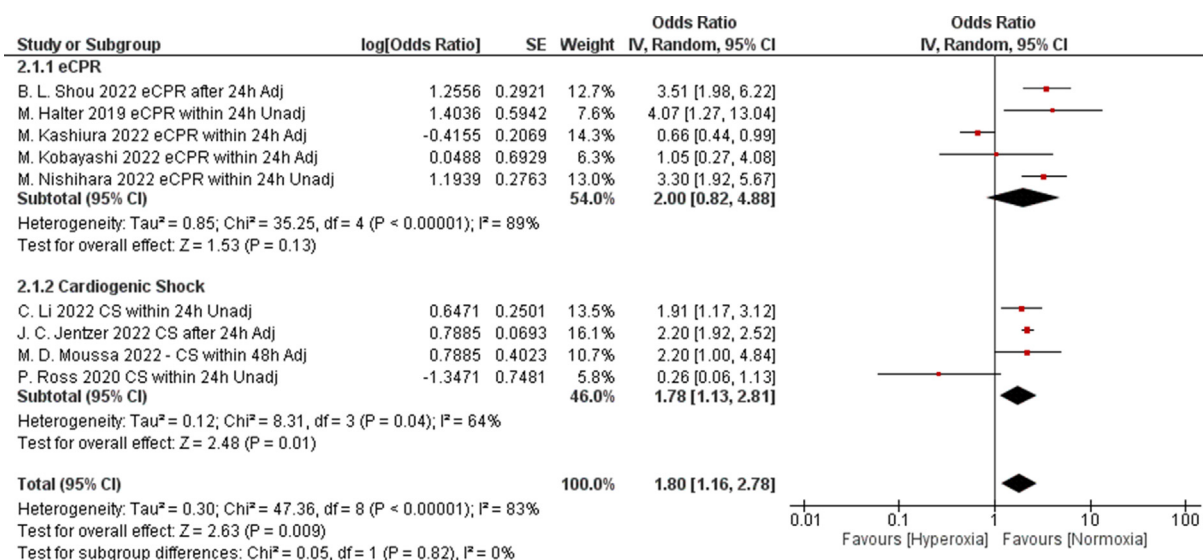 Odds Ratio Odds Ratio
Study or Subgroup log[Odds Ratio] SE Weight IV, Random, 95% CI IV, Random, 95% CI
2.1.1 eCPR
B. L. Shou 2022 eCPR after 24h Adj 1.2556 0.2921 12.7% 3.51 [1.98, 6.22]
M. Halter 2019 eCPR within 24h Unadj 1.4036 0.5942 7.6% 4.07 [1.27, 13.04]
M. Kashiura 2022 eCPR within 24h Adj -0.4155 0.2069 14.3% 0.66 [0.44, 0.99]
M. Kobayashi 2022 eCPR within 24h Adj 0.0488 0.6929 6.3% 1.05 [0.27, 4.08]
M. Nishihara 2022 eCPR within 24h Unadj 1.1939 0.2763 13.0% 3.30 [1.92, 5.67]
Subtotal (95% CI) 54.0% 2.00 [0.82, 4.88]
Heterogeneity: Tau² = 0.85; Chi² = 35.25, df = 4 (P < 0.00001); I² = 89%
Test for overall effect: Z = 1.53 (P = 0.13)
2.1.2 Cardiogenic Shock
C. Li 2022 CS within 24h Unadj 0.6471 0.2501 13.5% 1.91 [1.17, 3.12]
J. C. Jentzer 2022 CS after 24h Adj 0.7885 0.0693 16.1% 2.20 [1.92, 2.52]
M. D. Moussa 2022 - CS within 48h Adj 0.7885 0.4023 10.7% 2.20 [1.00, 4.84]
P. Ross 2020 CS within 24h Unadj -1.3471 0.7481 5.8% 0.26 [0.06, 1.13]
Subtotal (95% CI) 46.0% 1.78 [1.13, 2.81]
Heterogeneity: Tau² = 0.12; Chi² = 8.31, df = 3 (P = 0.04); I² = 64%
Test for overall effect: Z = 2.48 (P = 0.01)
Total (95% CI) 100.0% 1.80 [1.16, 2.78]
Heterogeneity: Tau² = 0.30; Chi² = 47.36, df = 8 (P < 0.00001); I² = 83%
Test for overall effect: Z = 2.63 (P = 0.009)
Test for subgroup differences: Chi² = 0.05, df = 1 (P = 0.82), I² = 0%
0.01 0.1 1 10 100
Favours [Hyperoxia] Favours [Normoxia]